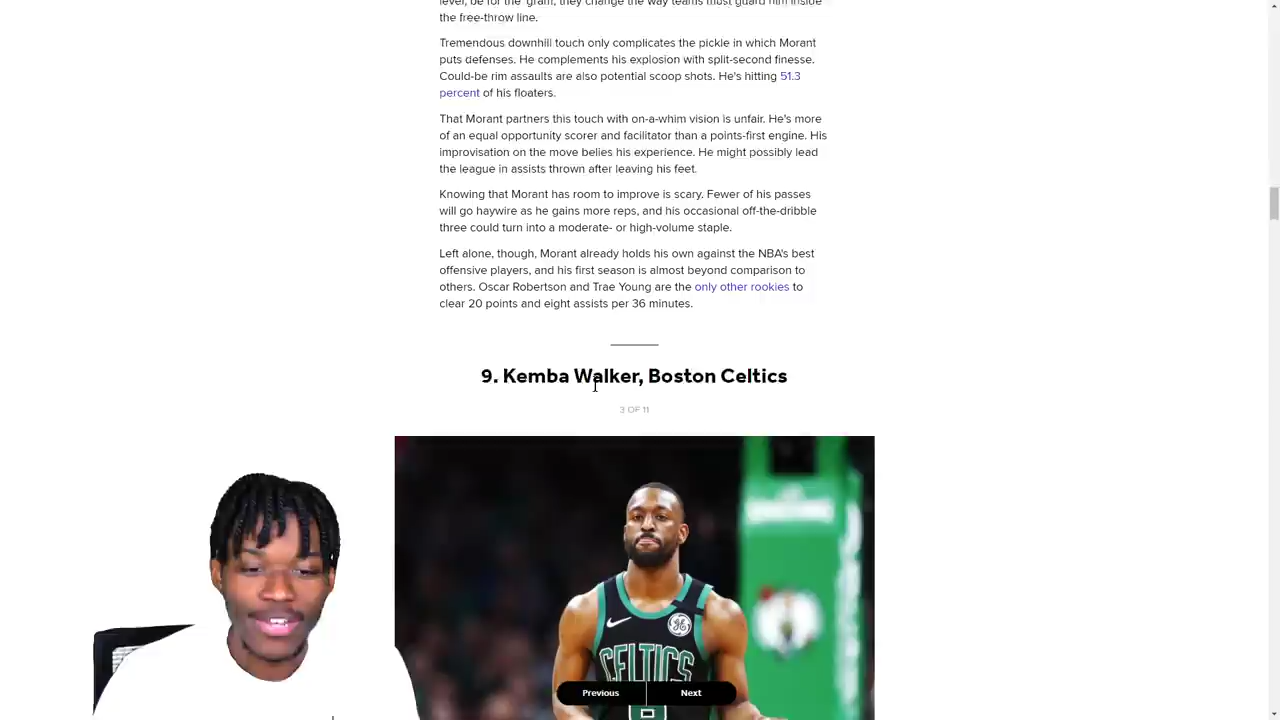 level, be for the 'gram, they change the way teams must guard him inside
the free-throw line.
Tremendous downhill touch only complicates the pickle in which Morant
puts defenses. He complements his explosion with split-second finesse.
Could-be rim assaults are also potential scoop shots. He's hitting 51.3
percent of his floaters.
That Morant partners this touch with on-a-whim vision is unfair. He's more
of an equal opportunity scorer and facilitator than a points-first engine. His
improvisation on the move belies his experience. He might possibly lead
the league in assists thrown after leaving his feet.
Knowing that Morant has room to improve is scary. Fewer of his passes
will go haywire as he gains more reps, and his occasional off-the-dribble
three could turn into a moderate- or high-volume staple.
Left alone, though, Morant already holds his own against the NBA's best
offensive players, and his first season is almost beyond comparison to
others. Oscar Robertson and Trae Young are the only other rookies to
clear 20 points and eight assists per 36 minutes.
9. Kemba Walker, Boston Celtics
3 OF 11
GE
CELTICS
8
Previous
Next